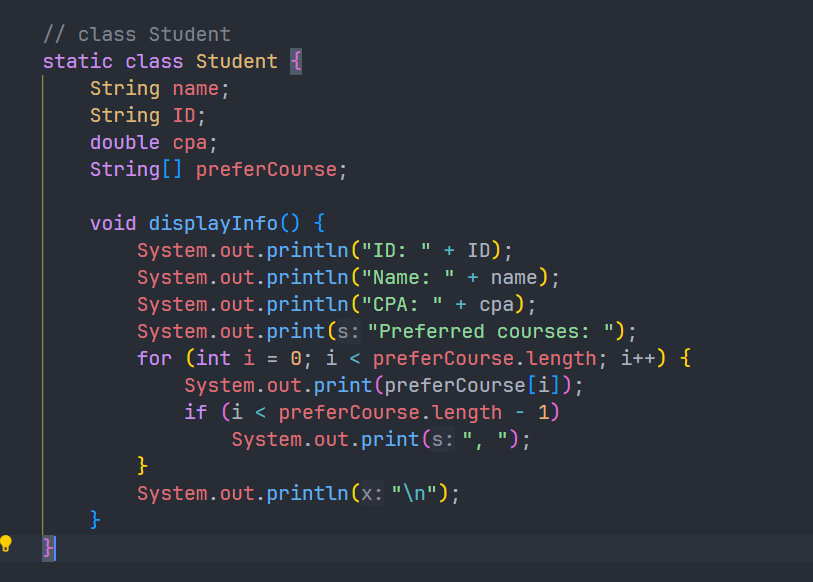 // class Student
static class Student {
    String name;
    String ID;
    double cpa;
    String[] preferCourse;

    void displayInfo() {
        System.out.println("ID: " + ID);
        System.out.println("Name: " + name);
        System.out.println("CPA: " + cpa);
        System.out.print(s: "Preferred courses: ");
        for (int i = 0; i < preferCourse.length; i++) {
            System.out.print(preferCourse[i]);
            if (i < preferCourse.length - 1)
                System.out.print(s: ", ");
        }
        System.out.println(x: "\n");
    }
}